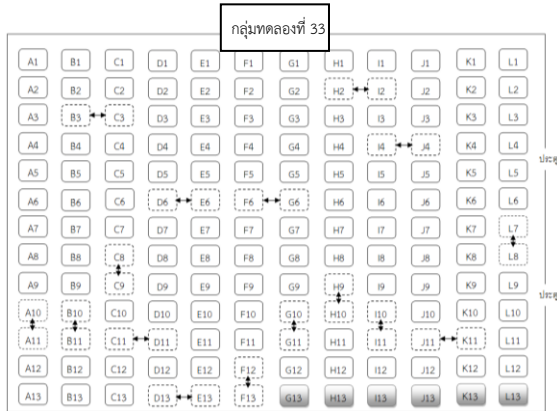 กลุ่มทดลองที่ 33
A1 B1 C1 D1 E1 F1 G1 H1 I1 J1 K1 L1
A2 B2 C2 D2 E2 F2 G2 H2 I2 J2 K2 L2
A3 B3 C3 D3 E3 F3 G3 H3 I3 J3 K3 L3
A4 B4 C4 D4 E4 F4 G4 H4 I4 J4 K4 L4
ประตู
A5 B5 C5 D5 E5 F5 G5 H5 I5 J5 K5 L5
A6 B6 C6 D6 E6 F6 G6 H6 I6 J6 K6 L6
A7 B7 C7 D7 E7 F7 G7 H7 I7 J7 K7 L7
A8 B8 C8 D8 E8 F8 G8 H8 I8 J8 K8 L8
A9 B9 C9 D9 E9 F9 G9 H9 I9 J9 K9 L9
ประตู
A10 B10 C10 D10 E10 F10 G10 H10 I10 J10 K10 L10
A11 B11 C11 D11 E11 F11 G11 H11 I11 J11 K11 L11
A12 B12 C12 D12 E12 F12 G12 H12 I12 J12 K12 L12
A13 B13 C13 D13 E13 F13 G13 H13 I13 J13 K13 L13